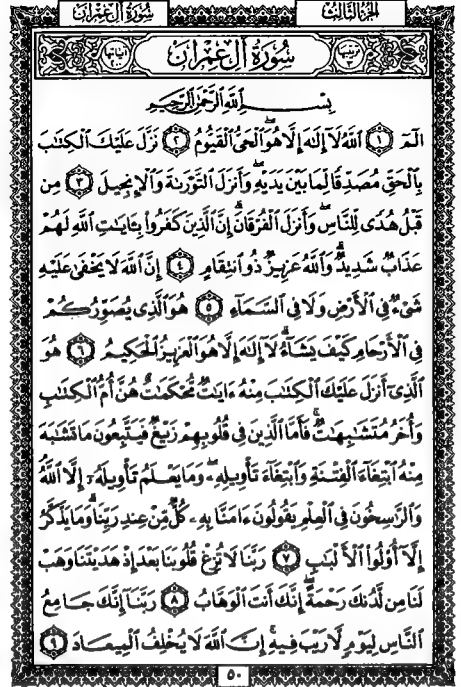 سُورَةُ آلِ عِمْرَانَ الجزء الثالث
سُورَةُ آلِ عِمْرَانَ
بِسْمِ ٱللَّهِ ٱلرَّحْمَٰنِ ٱلرَّحِيمِ
الٓمٓ ١ ٱللَّهُ لَآ إِلَٰهَ إِلَّا هُوَ ٱلْحَىُّ ٱلْقَيُّومُ ٢ نَزَّلَ عَلَيْكَ ٱلْكِتَٰبَ
بِٱلْحَقِّ مُصَدِّقًا لِّمَا بَيْنَ يَدَيْهِ وَأَنزَلَ ٱلتَّوْرَىٰةَ وَٱلْإِنجِيلَ ٣ مِن
قَبْلُ هُدًى لِّلنَّاسِ وَأَنزَلَ ٱلْفُرْقَانَ ۗ إِنَّ ٱلَّذِينَ كَفَرُوا۟ بِـَٔايَٰتِ ٱللَّهِ لَهُمْ
عَذَابٌ شَدِيدٌ ۗ وَٱللَّهُ عَزِيزٌ ذُو ٱنتِقَامٍ ٤ إِنَّ ٱللَّهَ لَا يَخْفَىٰ عَلَيْهِ
شَىْءٌ فِى ٱلْأَرْضِ وَلَا فِى ٱلسَّمَآءِ ٥ هُوَ ٱلَّذِى يُصَوِّرُكُمْ
فِى ٱلْأَرْحَامِ كَيْفَ يَشَآءُ ۚ لَآ إِلَٰهَ إِلَّا هُوَ ٱلْعَزِيزُ ٱلْحَكِيمُ ٦ هُوَ
ٱلَّذِىٓ أَنزَلَ عَلَيْكَ ٱلْكِتَٰبَ مِنْهُ ءَايَٰتٌ مُّحْكَمَٰتٌ هُنَّ أُمُّ ٱلْكِتَٰبِ
وَأُخَرُ مُتَشَٰبِهَٰتٌ ۖ فَأَمَّا ٱلَّذِينَ فِى قُلُوبِهِمْ زَيْغٌ فَيَتَّبِعُونَ مَا تَشَٰبَهَ
مِنْهُ ٱبْتِغَآءَ ٱلْفِتْنَةِ وَٱبْتِغَآءَ تَأْوِيلِهِۦ ۗ وَمَا يَعْلَمُ تَأْوِيلَهُۥٓ إِلَّا ٱللَّهُ ۗ
وَٱلرَّٰسِخُونَ فِى ٱلْعِلْمِ يَقُولُونَ ءَامَنَّا بِهِۦ كُلٌّ مِّنْ عِندِ رَبِّنَا ۗ وَمَا يَذَّكَّرُ
إِلَّآ أُو۟لُوا۟ ٱلْأَلْبَٰبِ ٧ رَبَّنَا لَا تُزِغْ قُلُوبَنَا بَعْدَ إِذْ هَدَيْتَنَا وَهَبْ
لَنَا مِن لَّدُنكَ رَحْمَةً ۚ إِنَّكَ أَنتَ ٱلْوَهَّابُ ٨ رَبَّنَآ إِنَّكَ جَامِعُ
ٱلنَّاسِ لِيَوْمٍ لَّا رَيْبَ فِيهِ ۚ إِنَّ ٱللَّهَ لَا يُخْلِفُ ٱلْمِيعَادَ ٩
٥٠